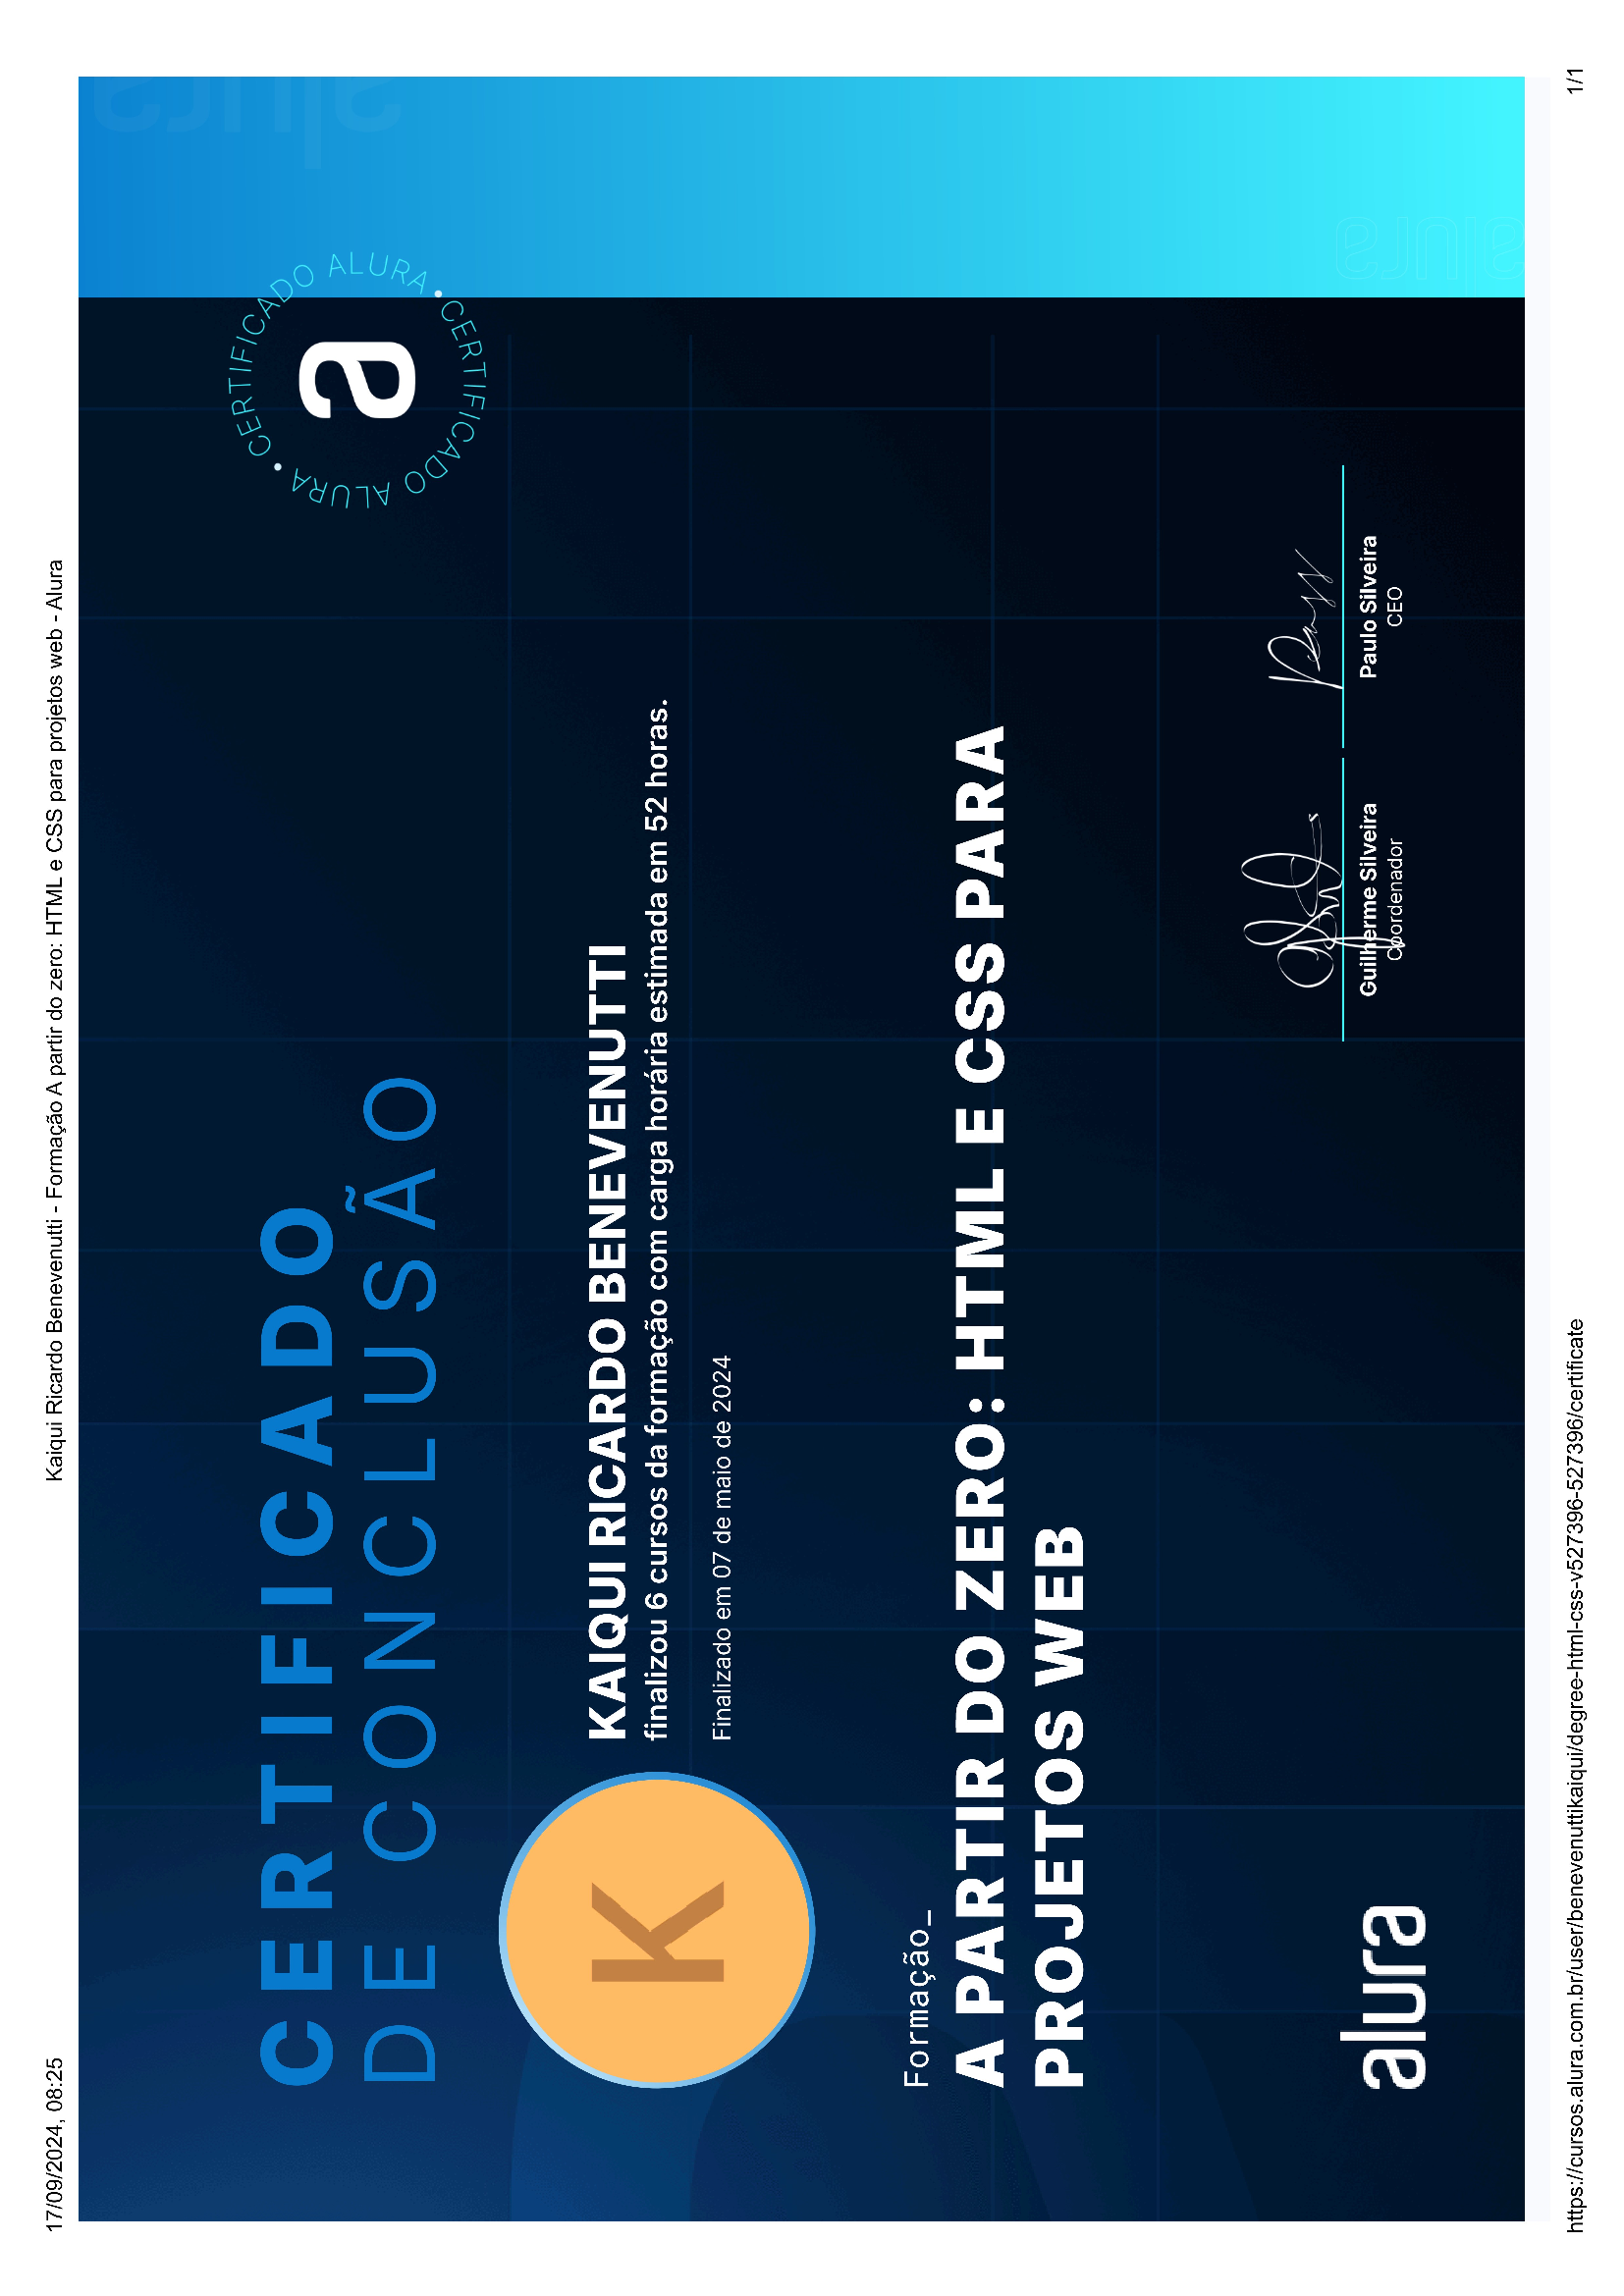 17/09/2024, 08:25
Kaiqui Ricardo Benevenutti - Formação A partir do zero: HTML e CSS para projetos web - Alura
alura
CERTIFICADO ALURA • CERTIFICADO ALURA •
a
CERTIFICADO
DE CONCLUSÃO
K
KAIQUI RICARDO BENEVENUTTI
finalizou 6 cursos da formação com carga horária estimada em 52 horas.
Finalizado em 07 de maio de 2024
Formação_
A PARTIR DO ZERO: HTML E CSS PARA
PROJETOS WEB
alura
Guilherme Silveira
Coordenador
Paulo Silveira
CEO
alura
https://cursos.alura.com.br/user/benevenuttikaiqui/degree-html-css-v527396-527396/certificate
1/1